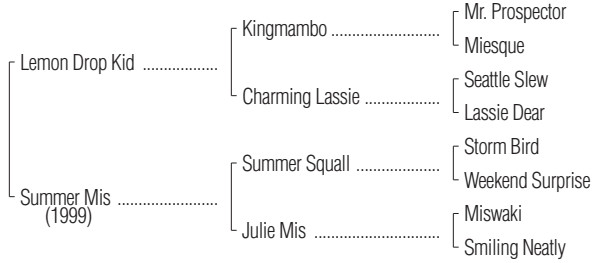 Mr. Prospector
Kingmambo ....................
Miesque
Lemon Drop Kid ..................
Seattle Slew
Charming Lassie ..................
Lassie Dear
Storm Bird
Summer Squall ....................
Weekend Surprise
Summer Mis .......................
(1999)
Miswaki
Julie Mis ..............................
Smiling Neatly